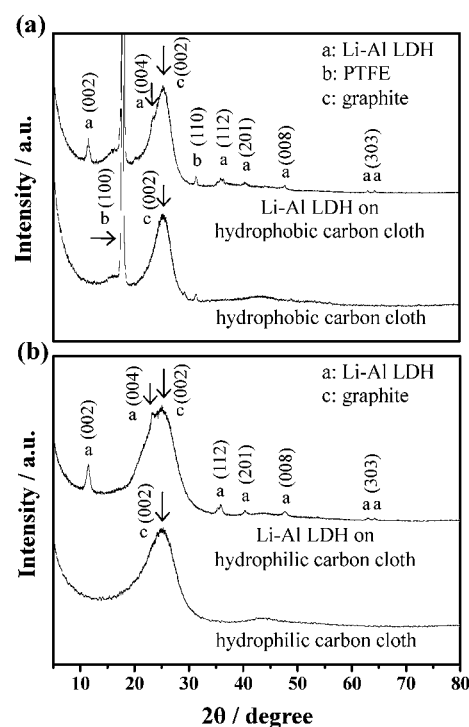 (a)
a: Li-Al LDH
b: PTFE
c: graphite
a (002)
a (004)
c (002)
b (110)
a (112)
a (201)
a (008)
(303)
a a
b (100)
c (002)
Li-Al LDH on
hydrophobic carbon cloth
hydrophobic carbon cloth
Intensity / a.u.
(b)
a: Li-Al LDH
c: graphite
a (002)
a (004)
c (002)
a (112)
a (201)
a (008)
(303)
a a
c (002)
Li-Al LDH on
hydrophilic carbon cloth
hydrophilic carbon cloth
Intensity / a.u.
10 20 30 40 50 60 70 80
2θ / degree